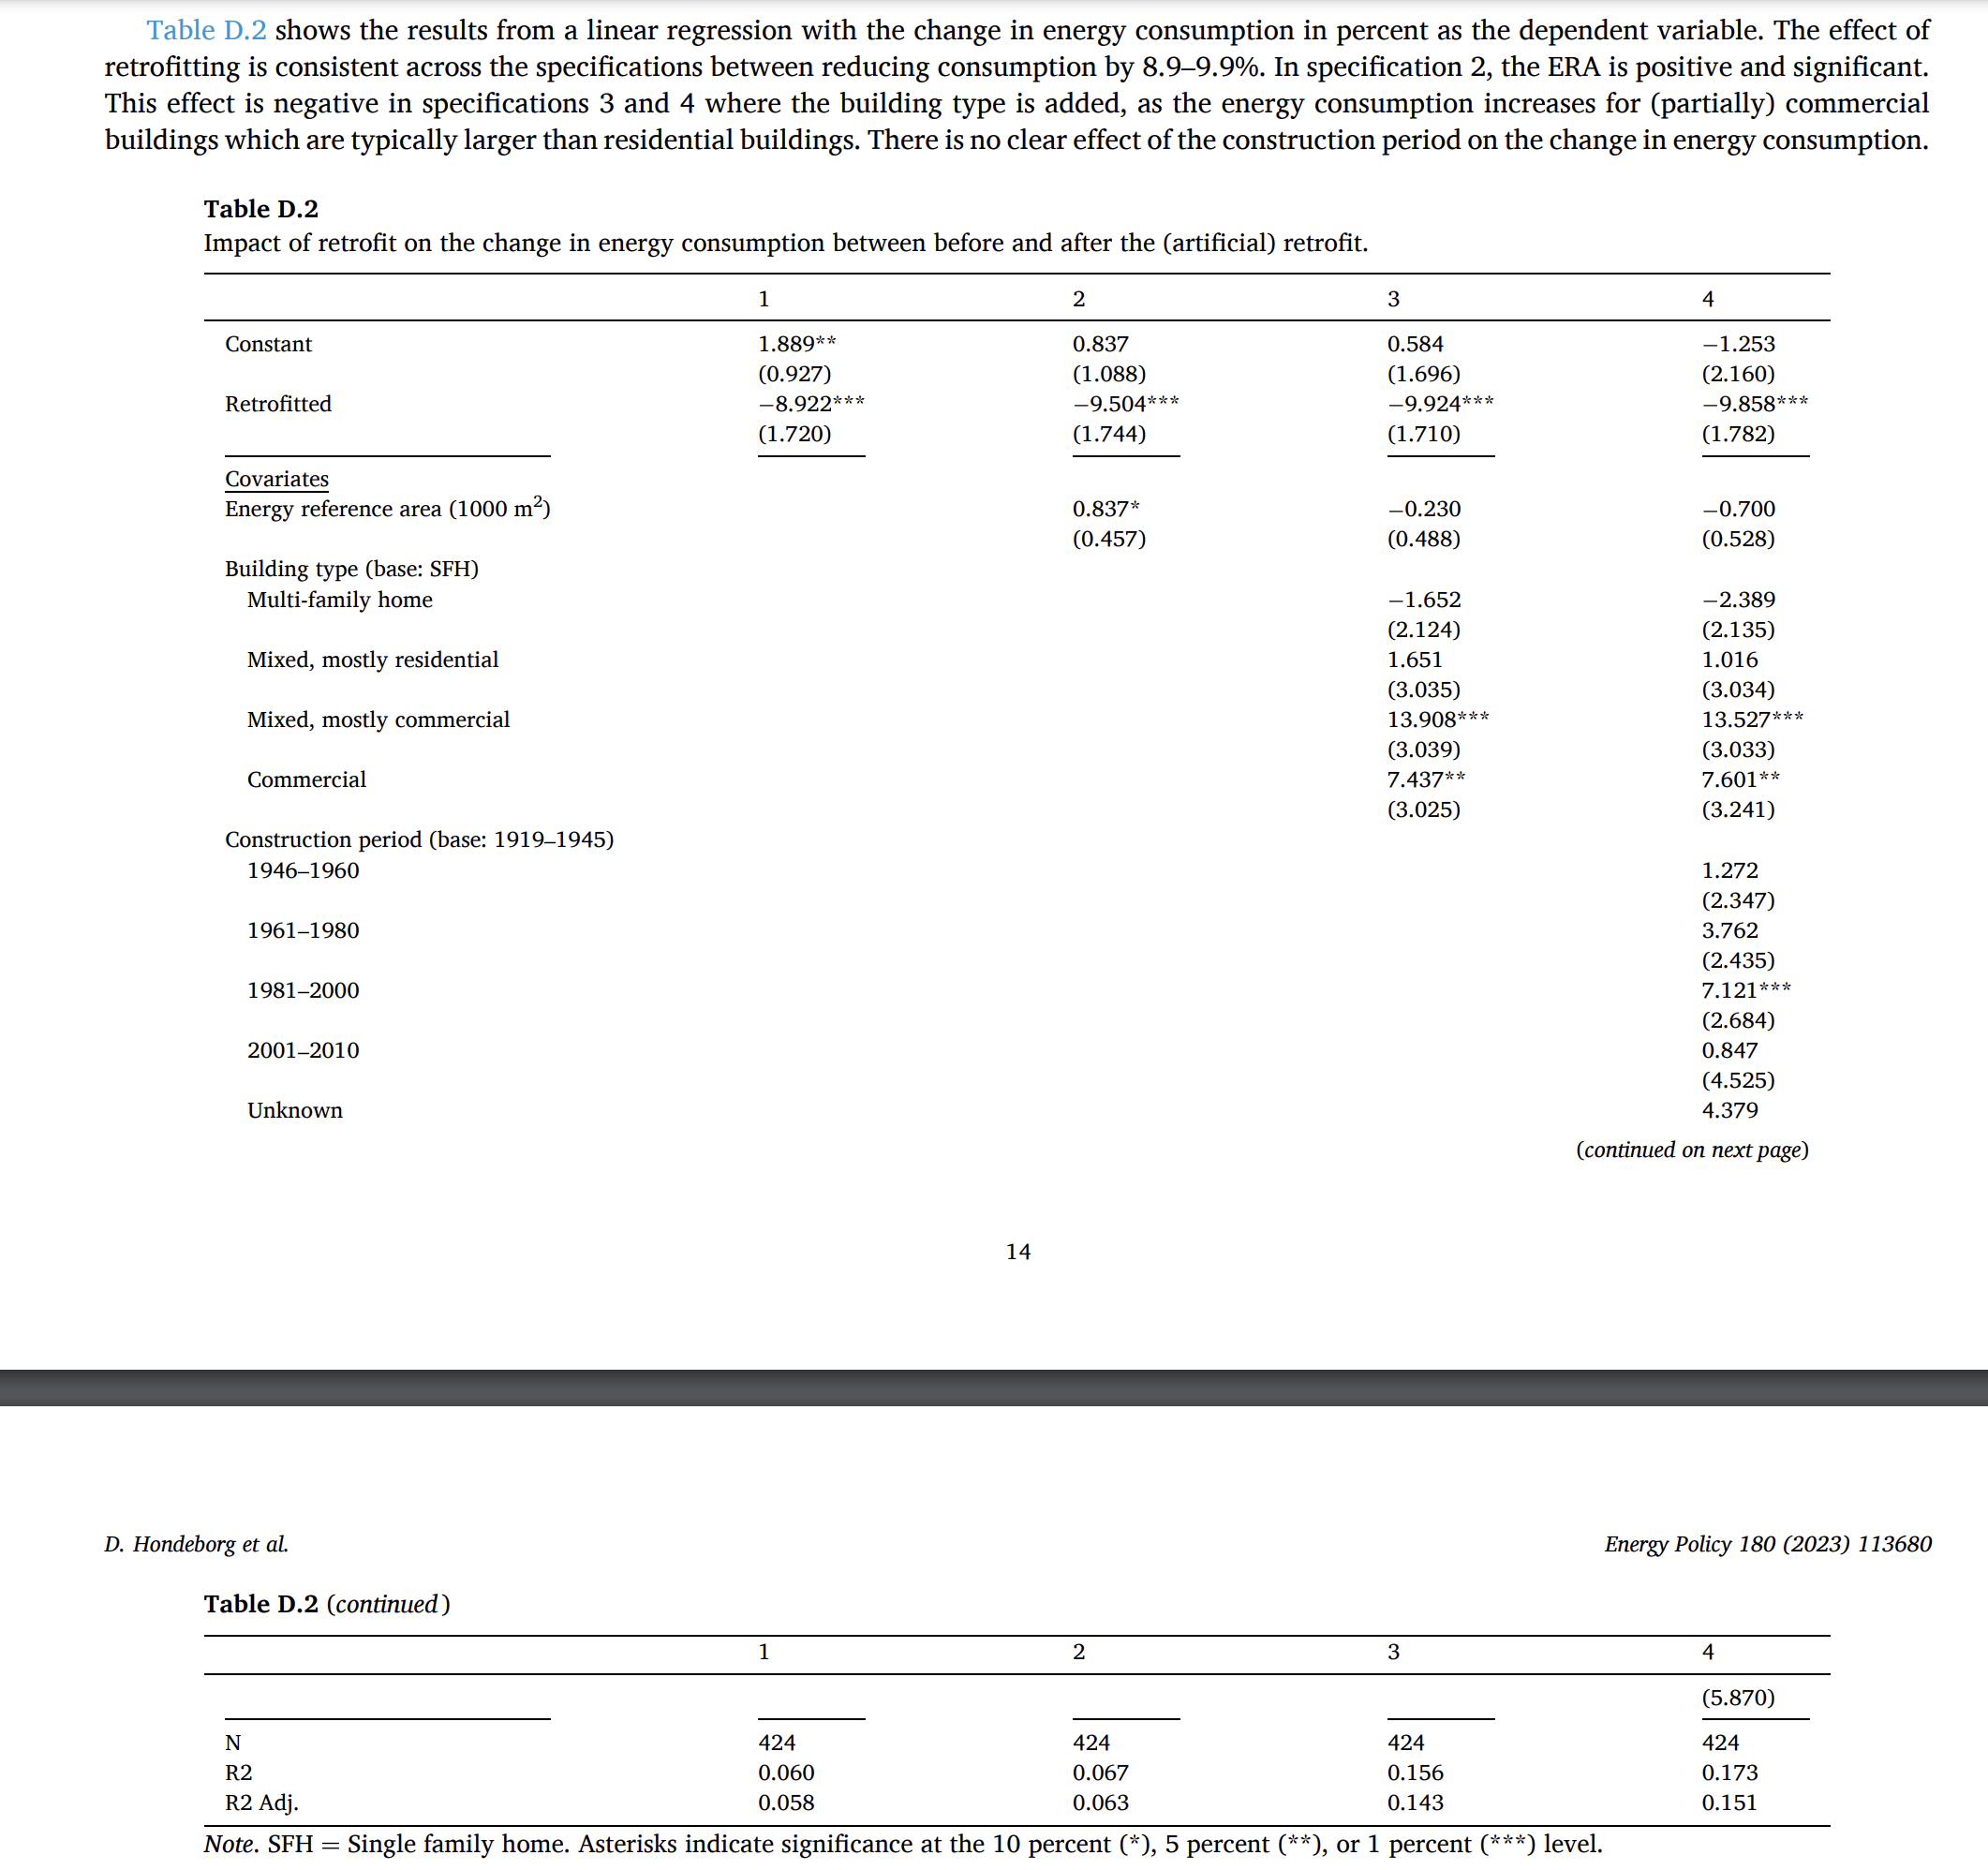 Table D.2 shows the results from a linear regression with the change in energy consumption in percent as the dependent variable. The effect of
retrofitting is consistent across the specifications between reducing consumption by 8.9–9.9%. In specification 2, the ERA is positive and significant.
This effect is negative in specifications 3 and 4 where the building type is added, as the energy consumption increases for (partially) commercial
buildings which are typically larger than residential buildings. There is no clear effect of the construction period on the change in energy consumption.
Table D.2
Impact of retrofit on the change in energy consumption between before and after the (artificial) retrofit.
1 2 3 4
Constant 1.889** 0.837 0.584 −1.253
(0.927) (1.088) (1.696) (2.160)
Retrofitted −8.922*** −9.504*** −9.924*** −9.858***
(1.720) (1.744) (1.710) (1.782)
Covariates
Energy reference area (1000 m²) 0.837* −0.230 −0.700
(0.457) (0.488) (0.528)
Building type (base: SFH)
Multi-family home −1.652 −2.389
(2.124) (2.135)
Mixed, mostly residential 1.651 1.016
(3.035) (3.034)
Mixed, mostly commercial 13.908*** 13.527***
(3.039) (3.033)
Commercial 7.437** 7.601**
(3.025) (3.241)
Construction period (base: 1919–1945)
1946–1960 1.272
(2.347)
1961–1980 3.762
(2.435)
1981–2000 7.121***
(2.684)
2001–2010 0.847
(4.525)
Unknown 4.379
(continued on next page)
14
D. Hondeborg et al. Energy Policy 180 (2023) 113680
Table D.2 (continued)
1 2 3 4
(5.870)
N 424 424 424 424
R2 0.060 0.067 0.156 0.173
R2 Adj. 0.058 0.063 0.143 0.151
Note. SFH = Single family home. Asterisks indicate significance at the 10 percent (*), 5 percent (**), or 1 percent (***) level.